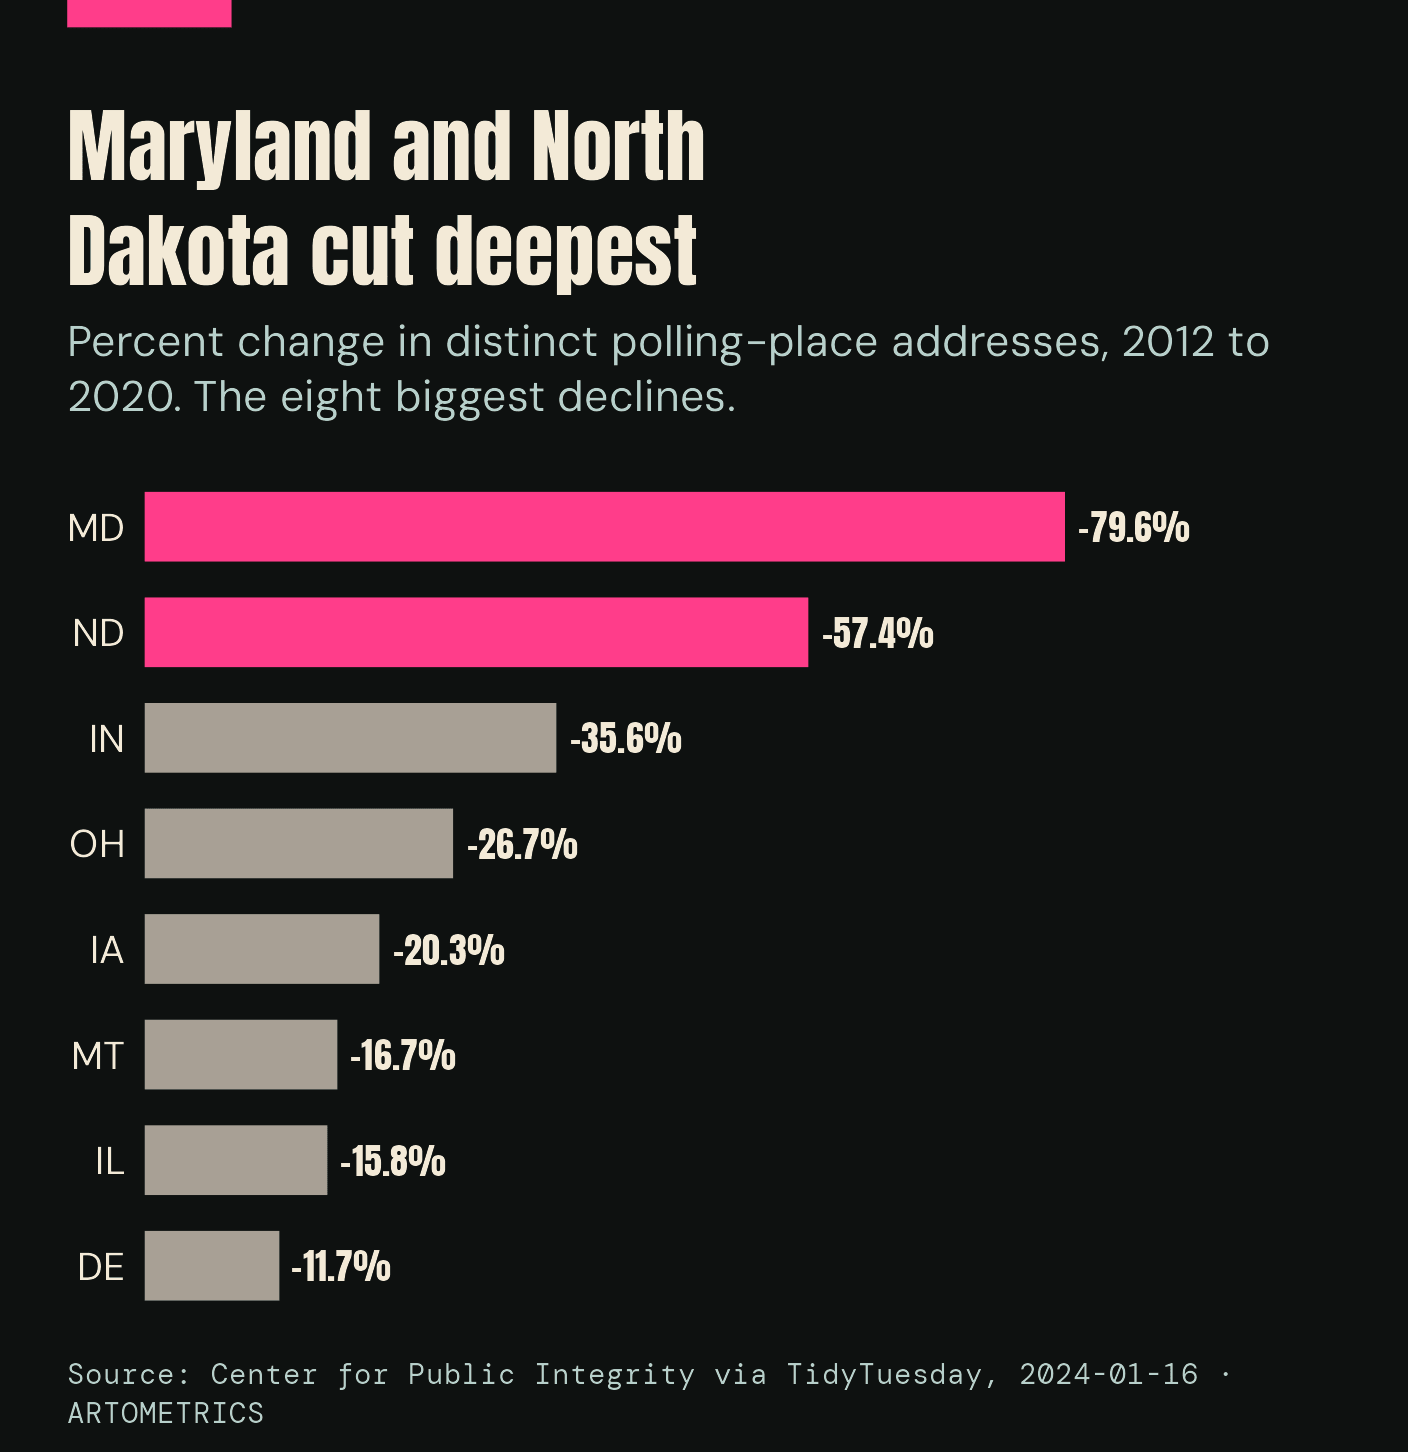 Maryland and North
Dakota cut deepest
Percent change in distinct polling-place addresses, 2012 to
2020. The eight biggest declines.
MD -79.6%
ND -57.4%
IN -35.6%
OH -26.7%
IA -20.3%
MT -16.7%
IL -15.8%
DE -11.7%
Source: Center for Public Integrity via TidyTuesday, 2024-01-16 ·
ARTOMETRICS